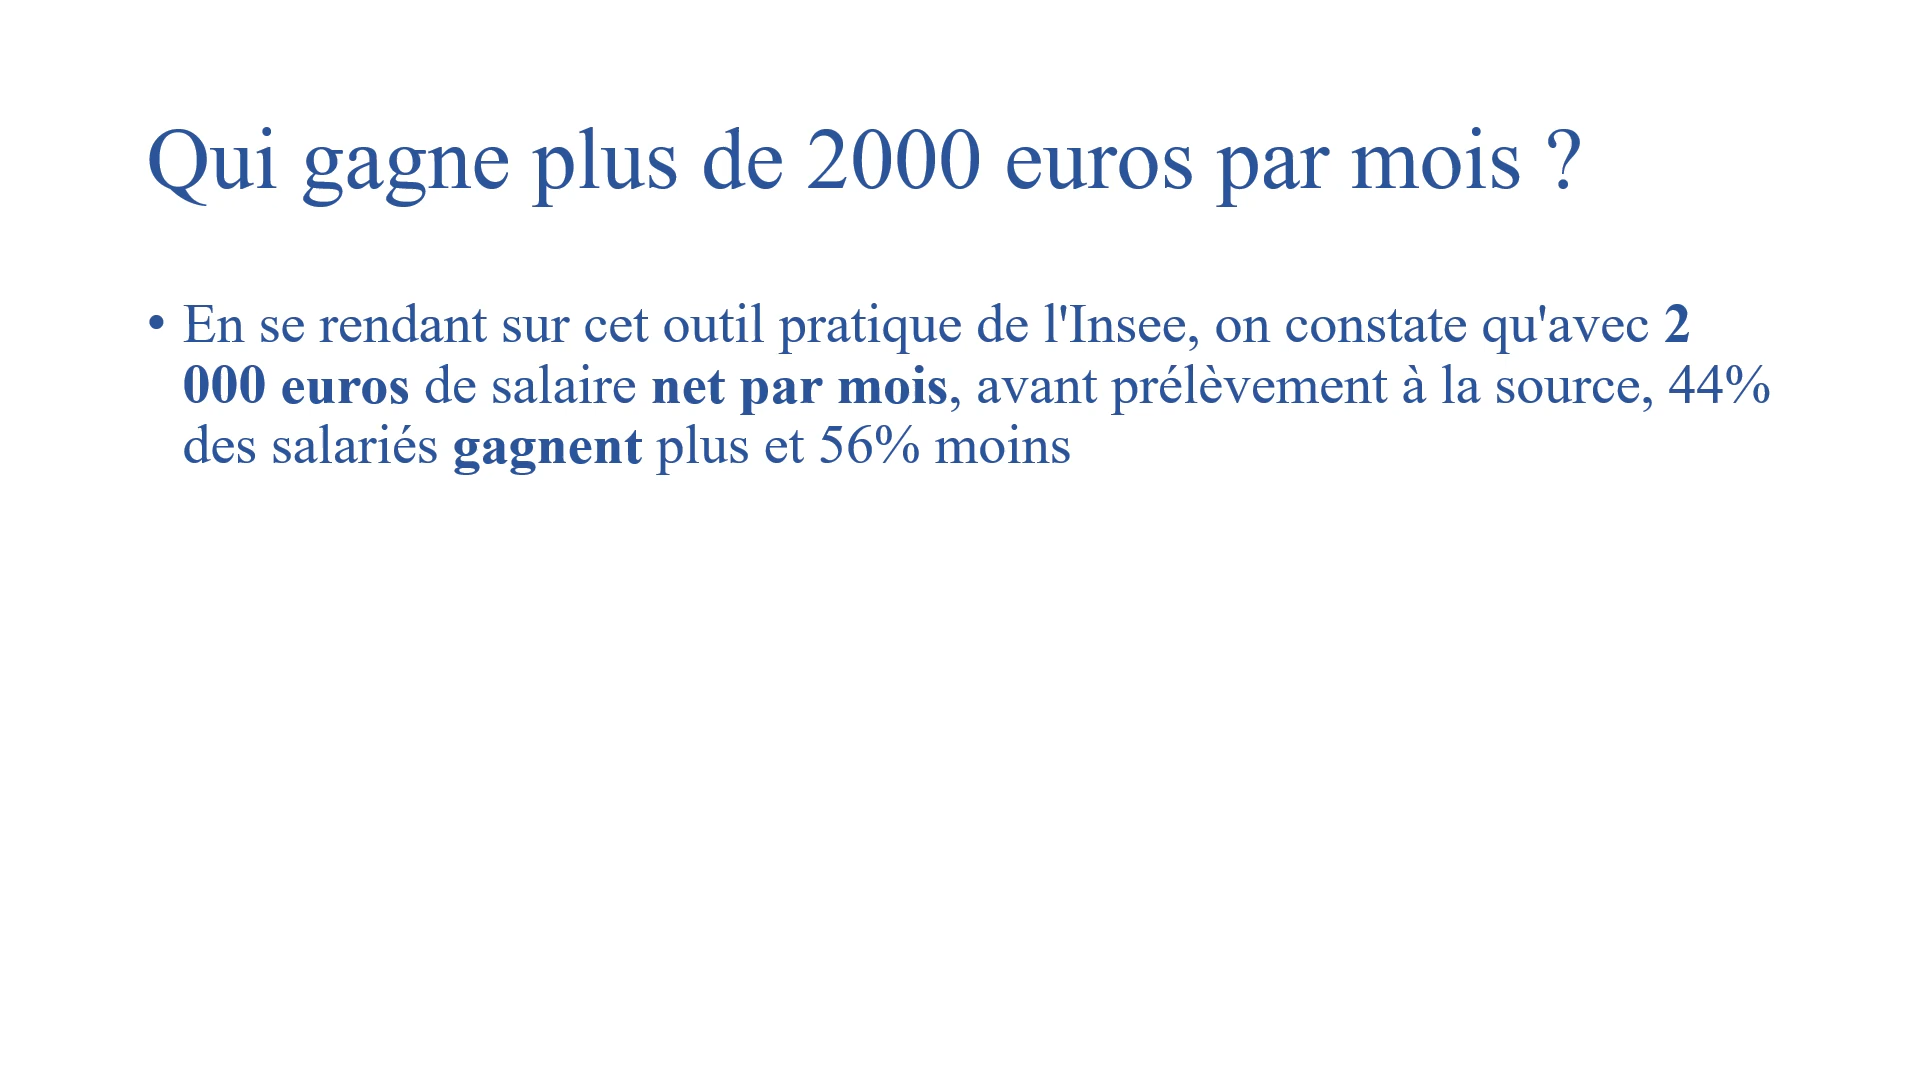 Qui gagne plus de 2000 euros par mois ?
• En se rendant sur cet outil pratique de l'Insee, on constate qu'avec 2
000 euros de salaire net par mois, avant prélèvement à la source, 44%
des salariés gagnent plus et 56% moins